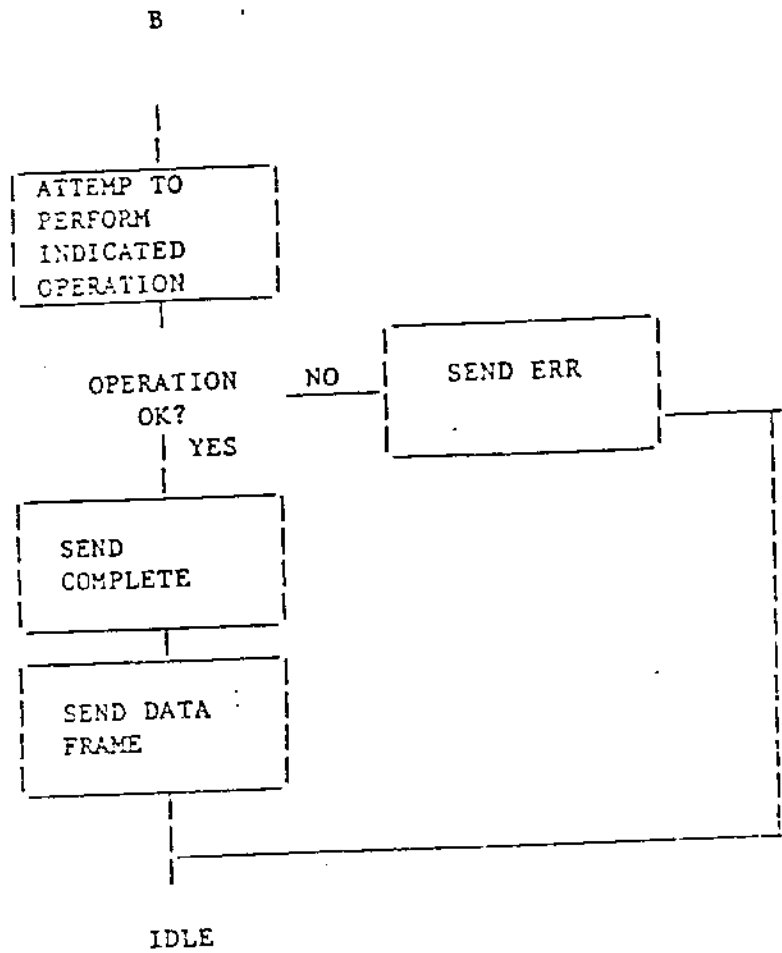 B
ATTEMP TO
PERFORM
INDICATED
OPERATION
OPERATION
OK?
NO
SEND ERR
YES
SEND
COMPLETE
SEND DATA
FRAME
IDLE